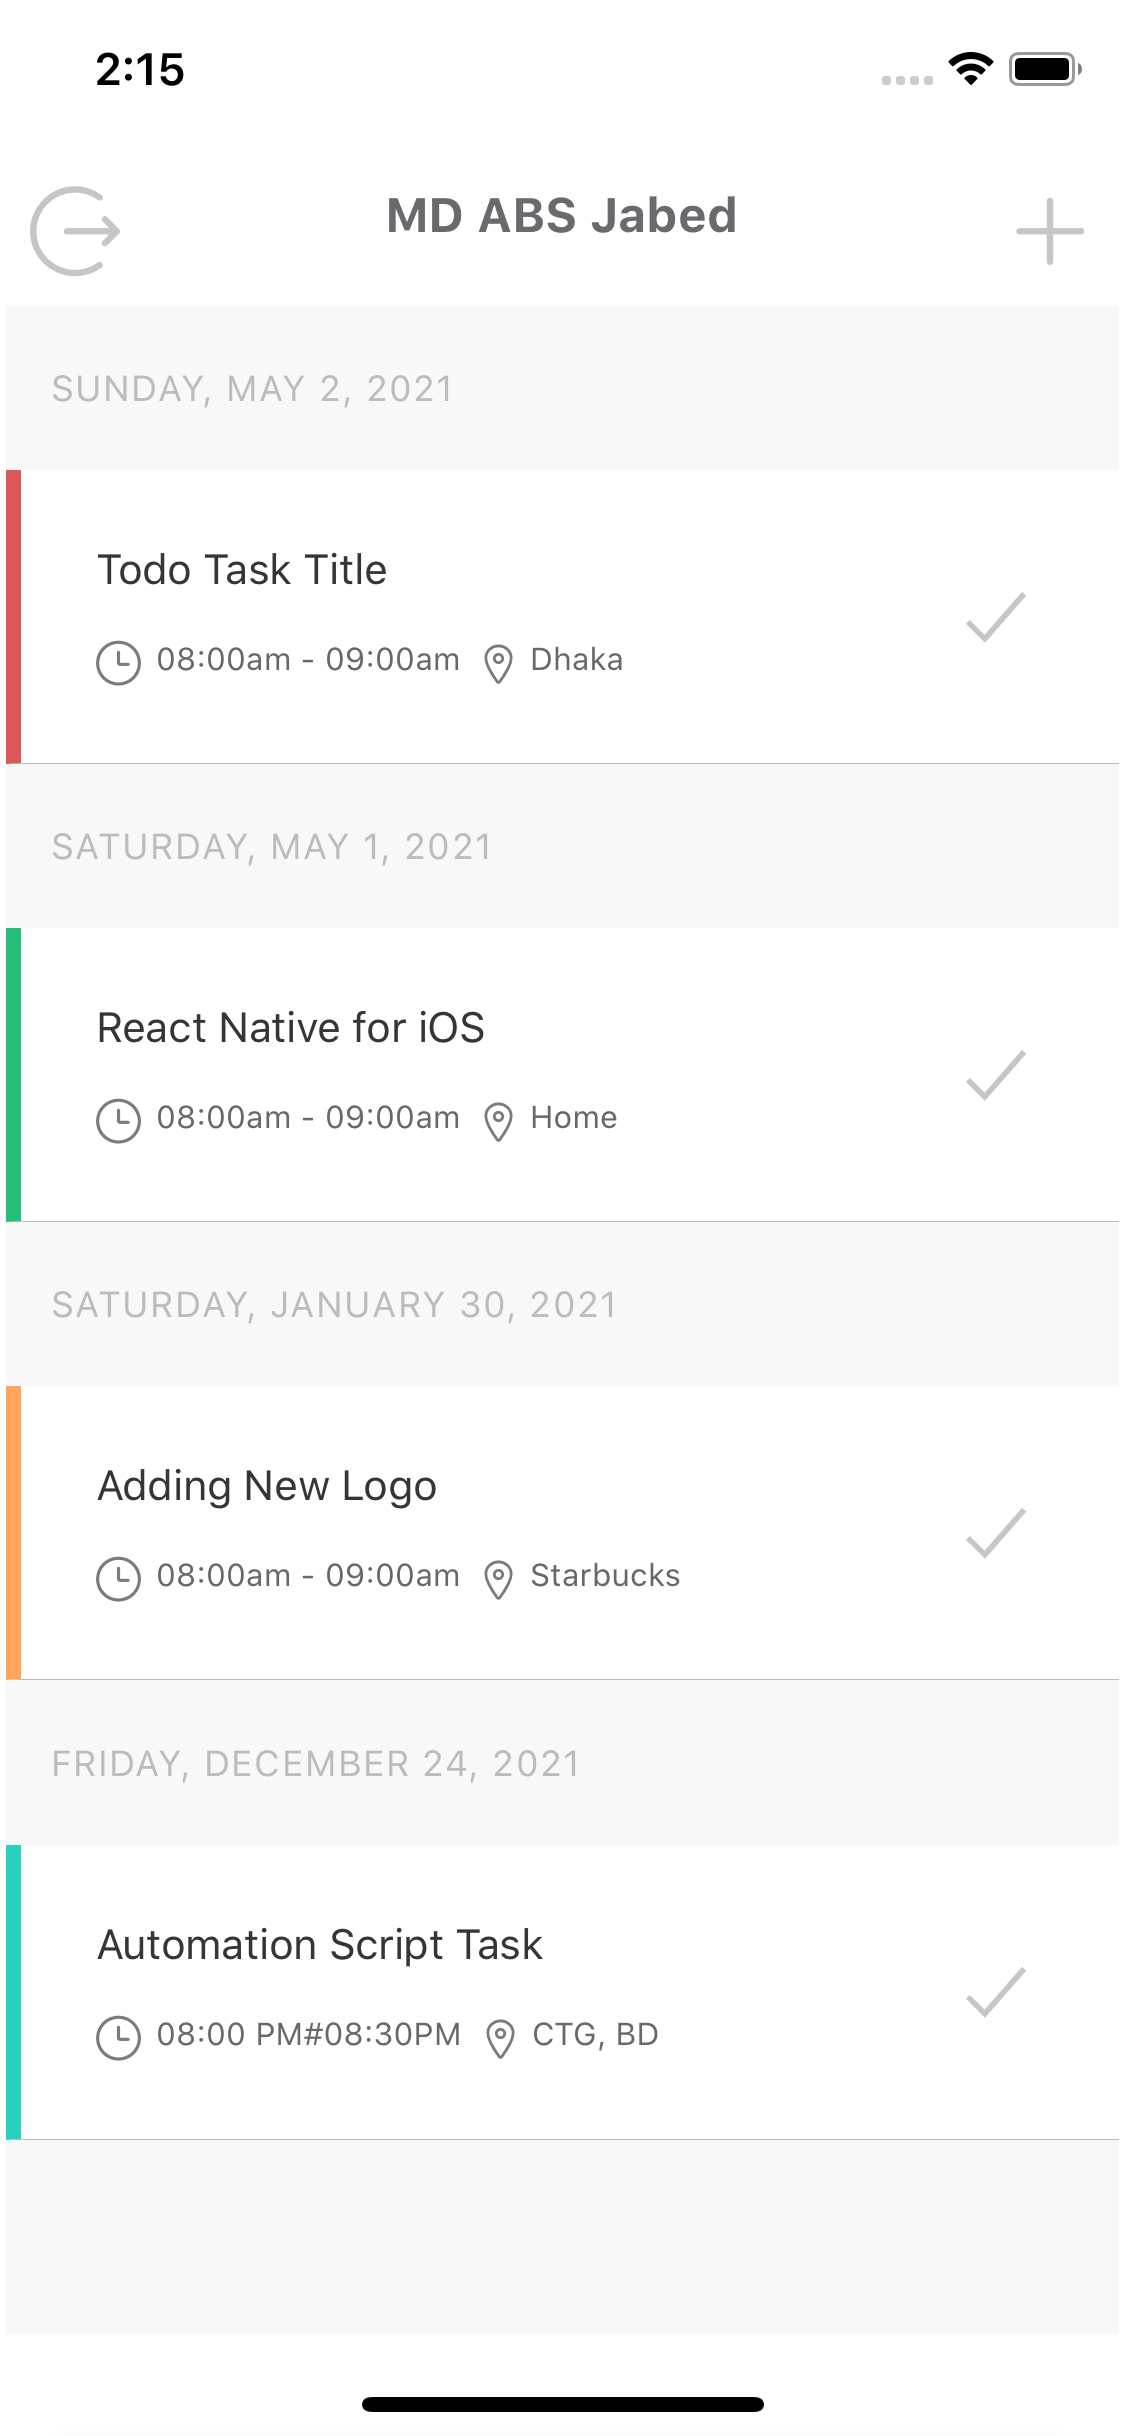 2:15
MD ABS Jabed
SUNDAY, MAY 2, 2021
Todo Task Title
08:00am - 09:00am Dhaka
SATURDAY, MAY 1, 2021
React Native for iOS
08:00am - 09:00am Home
SATURDAY, JANUARY 30, 2021
Adding New Logo
08:00am - 09:00am Starbucks
FRIDAY, DECEMBER 24, 2021
Automation Script Task
08:00 PM#08:30PM CTG, BD